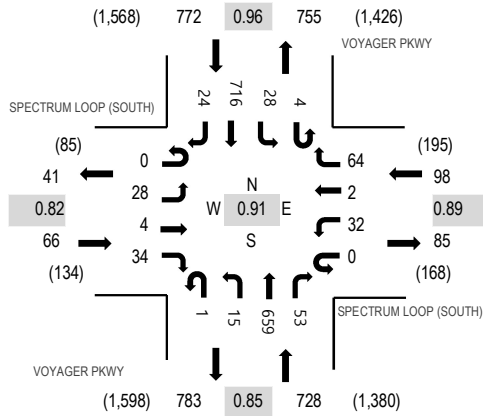 (1,568) 772 0.96 755 (1,426)
VOYAGER PKWY
24 716 28 4
SPECTRUM LOOP (SOUTH)
(85)
41
0.82
66
(134)
0
28
4
34
N
W 0.91 E
S
64
2
32
0
(195)
98
0.89
85
(168)
1 15 659 53
SPECTRUM LOOP (SOUTH)
VOYAGER PKWY
(1,598) 783 0.85 728 (1,380)